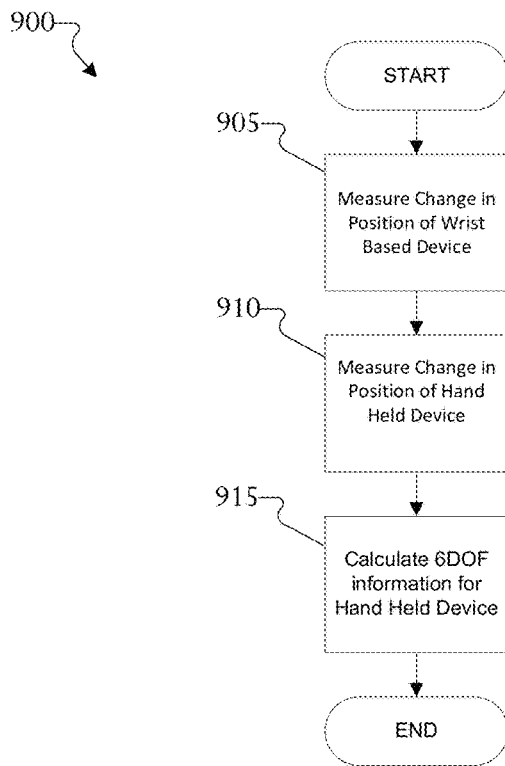 900
START
905
Measure Change in
Position of Wrist
Based Device
910
Measure Change in
Position of Hand
Held Device
915
Calculate 6DOF
information for
Hand Held Device
END